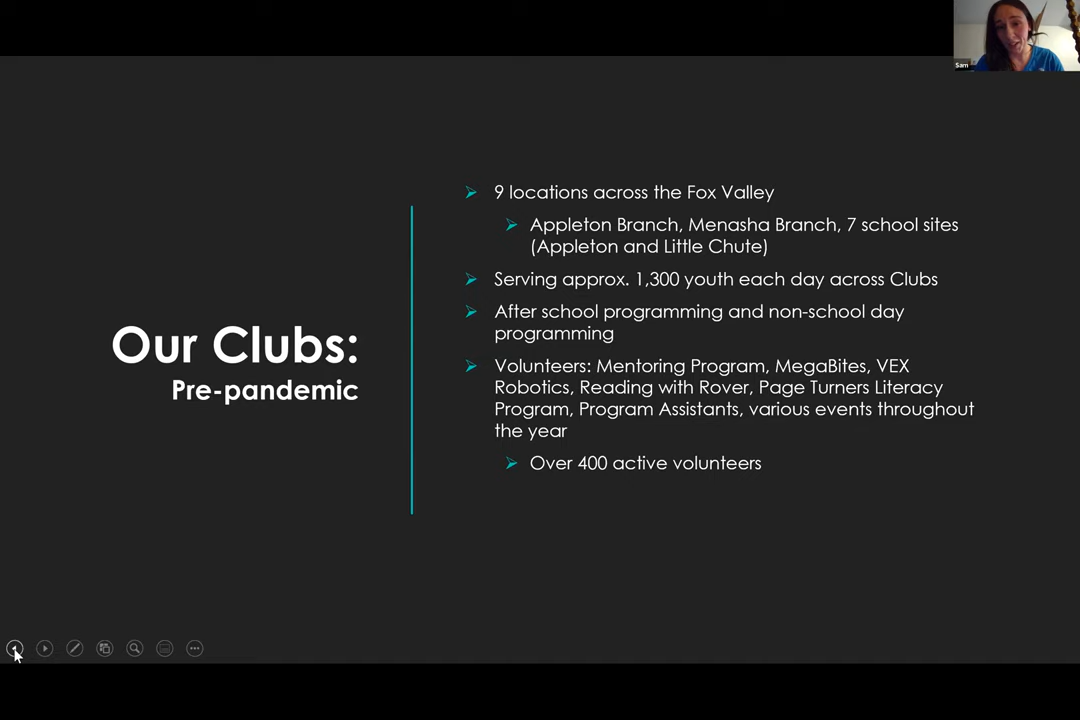 Sam
Our Clubs:
Pre-pandemic
9 locations across the Fox Valley
Appleton Branch, Menasha Branch, 7 school sites
(Appleton and Little Chute)
Serving approx. 1,300 youth each day across Clubs
After school programming and non-school day
programming
Volunteers: Mentoring Program, MegaBites, VEX
Robotics, Reading with Rover, Page Turners Literacy
Program, Program Assistants, various events throughout
the year
Over 400 active volunteers